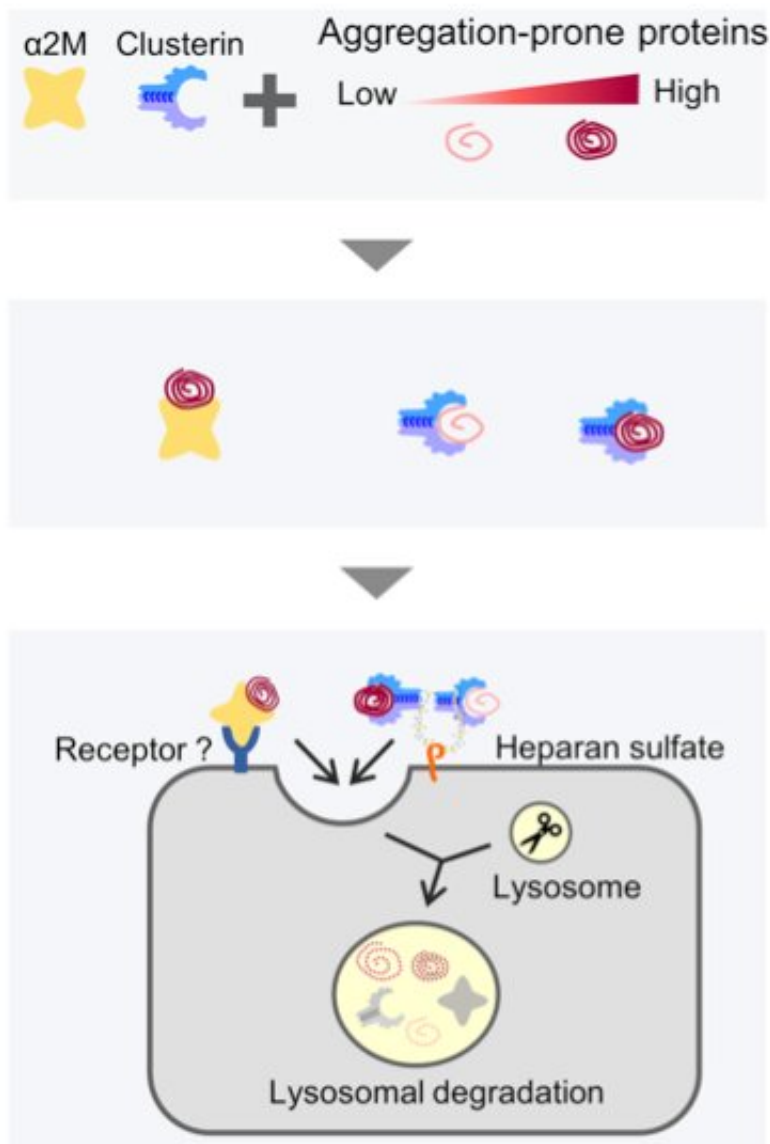 α2M Clusterin Aggregation-prone proteins
Low High
Receptor ? Heparan sulfate
Lysosome
Lysosomal degradation